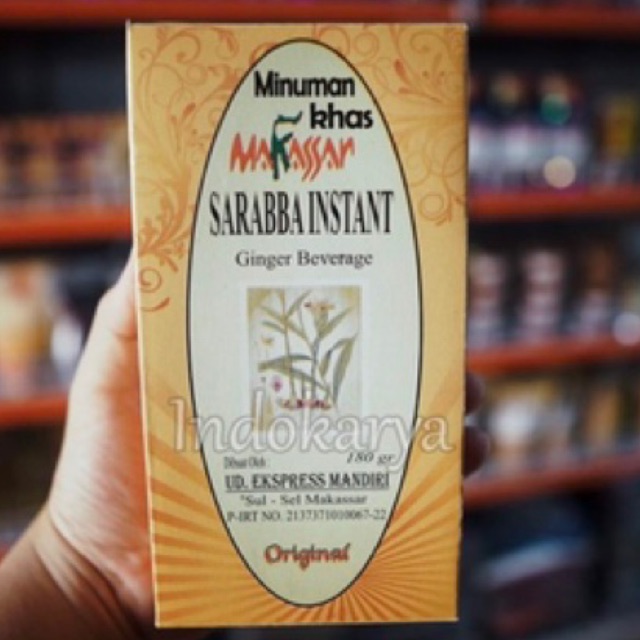 Minuman
khas
Makassar
SARABBA INSTANT
Ginger Beverage
Indokarya
180 gr
Dibuat Oleh :
UD. EKSPRESS MANDIRI
"Sul - Sel Makassar
P-IRT NO. 2137371010067-22
Original